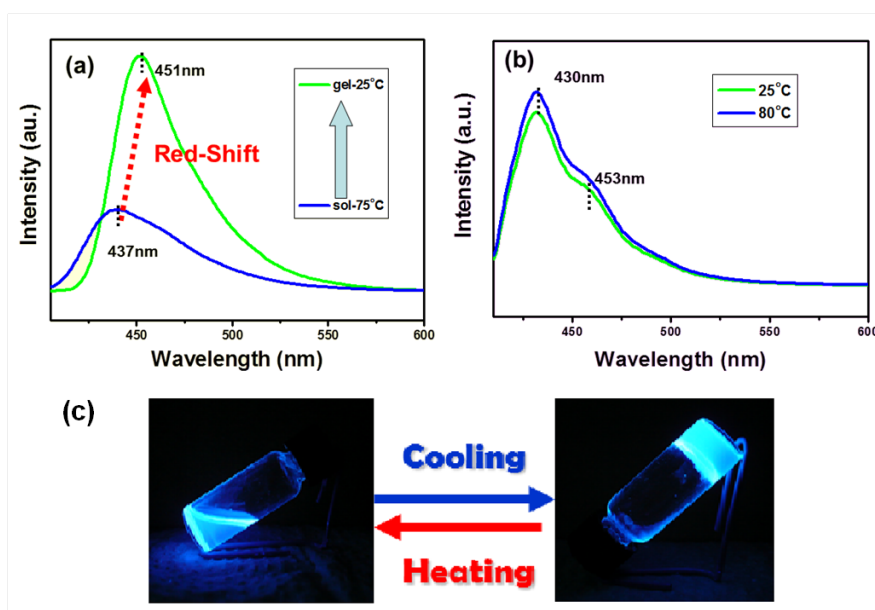 (a)
451nm
gel-25°C
Red-Shift
sol-75°C
437nm
Intensity (au.)
450
500
550
600
Wavelength (nm)
(b)
430nm
25°C
80°C
453nm
Intensity (a.u.)
450
500
550
600
Wavelength (nm)
(c)
Cooling
Heating